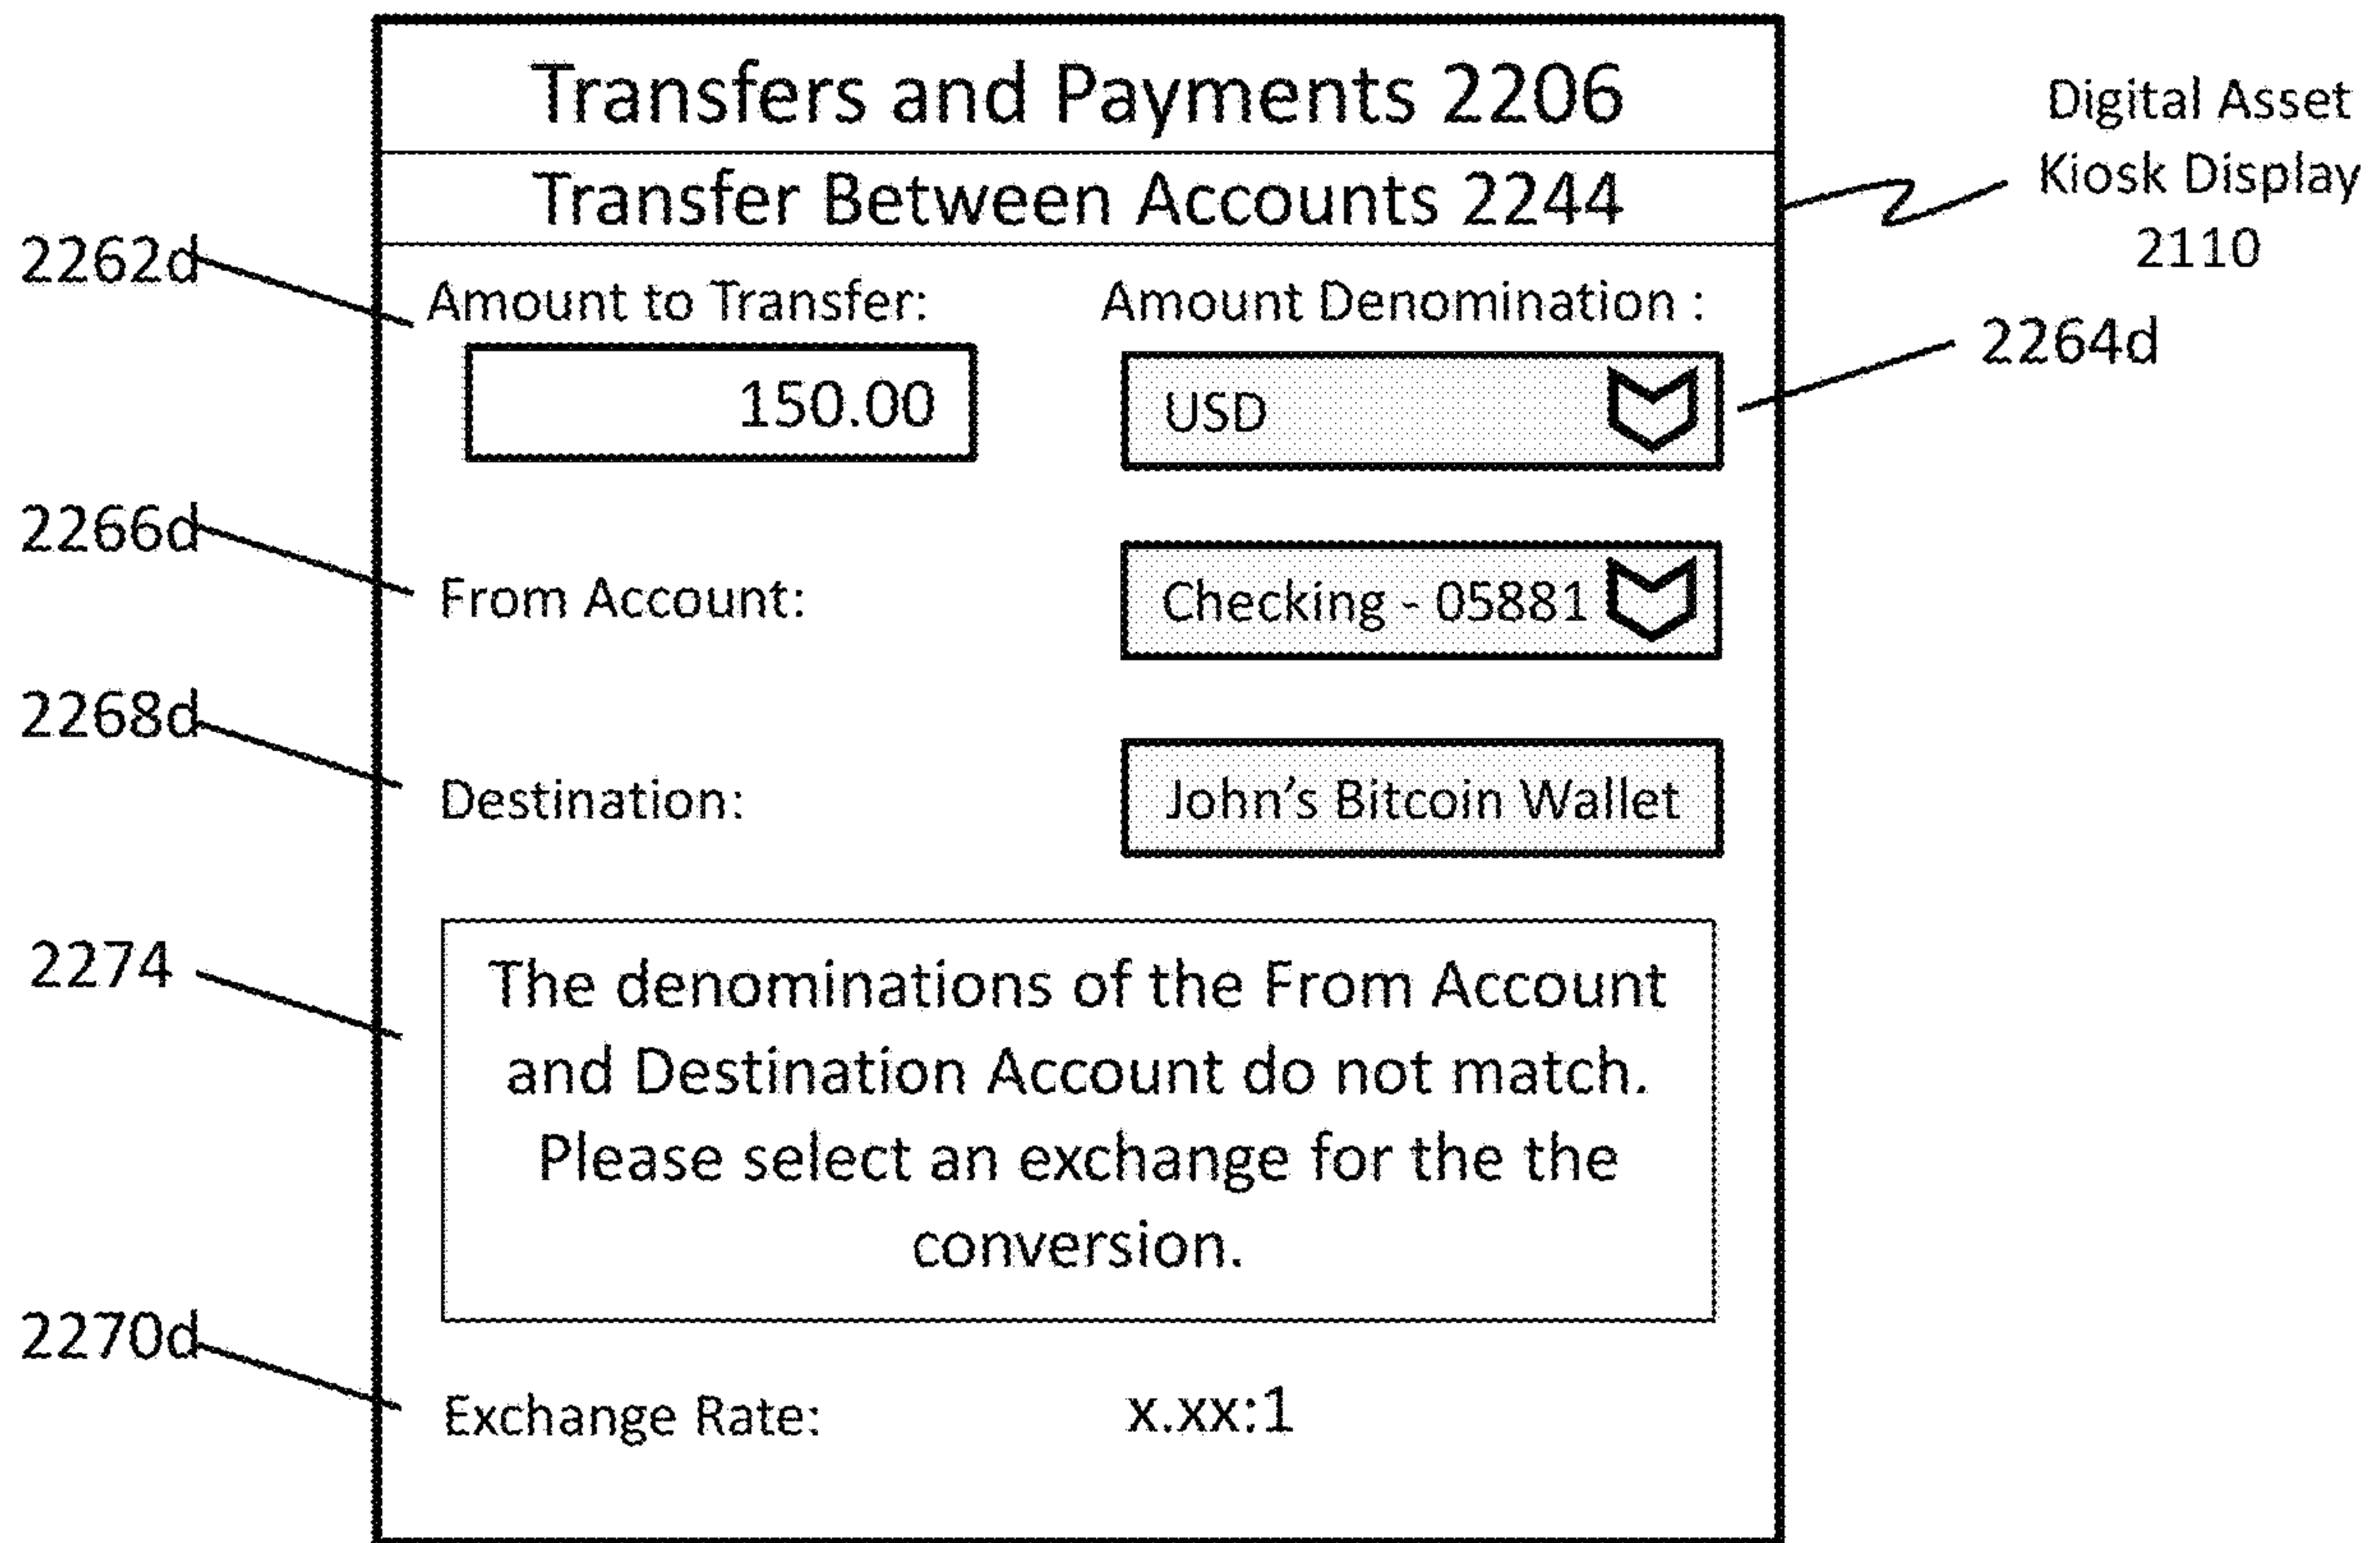 Transfers and Payments 2206
Digital Asset
Kiosk Display
2110
Transfer Between Accounts 2244
2262d
Amount to Transfer:
Amount Denomination :
2264d
150.00
USD
2266d
From Account:
Checking - 05881
2268d
Destination:
John's Bitcoin Wallet
2274
The denominations of the From Account
and Destination Account do not match.
Please select an exchange for the the
conversion.
2270d
Exchange Rate:
x.xx:1